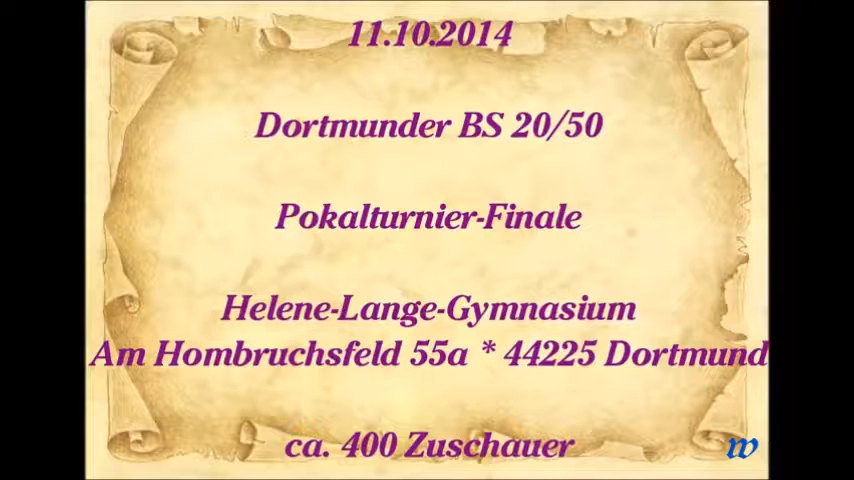 11.10.2014
Dortmunder BS 20/50
Pokalturnier-Finale
Helene-Lange-Gymnasium
Am Hombruchsfeld 55a * 44225 Dortmund
ca. 400 Zuschauer
w